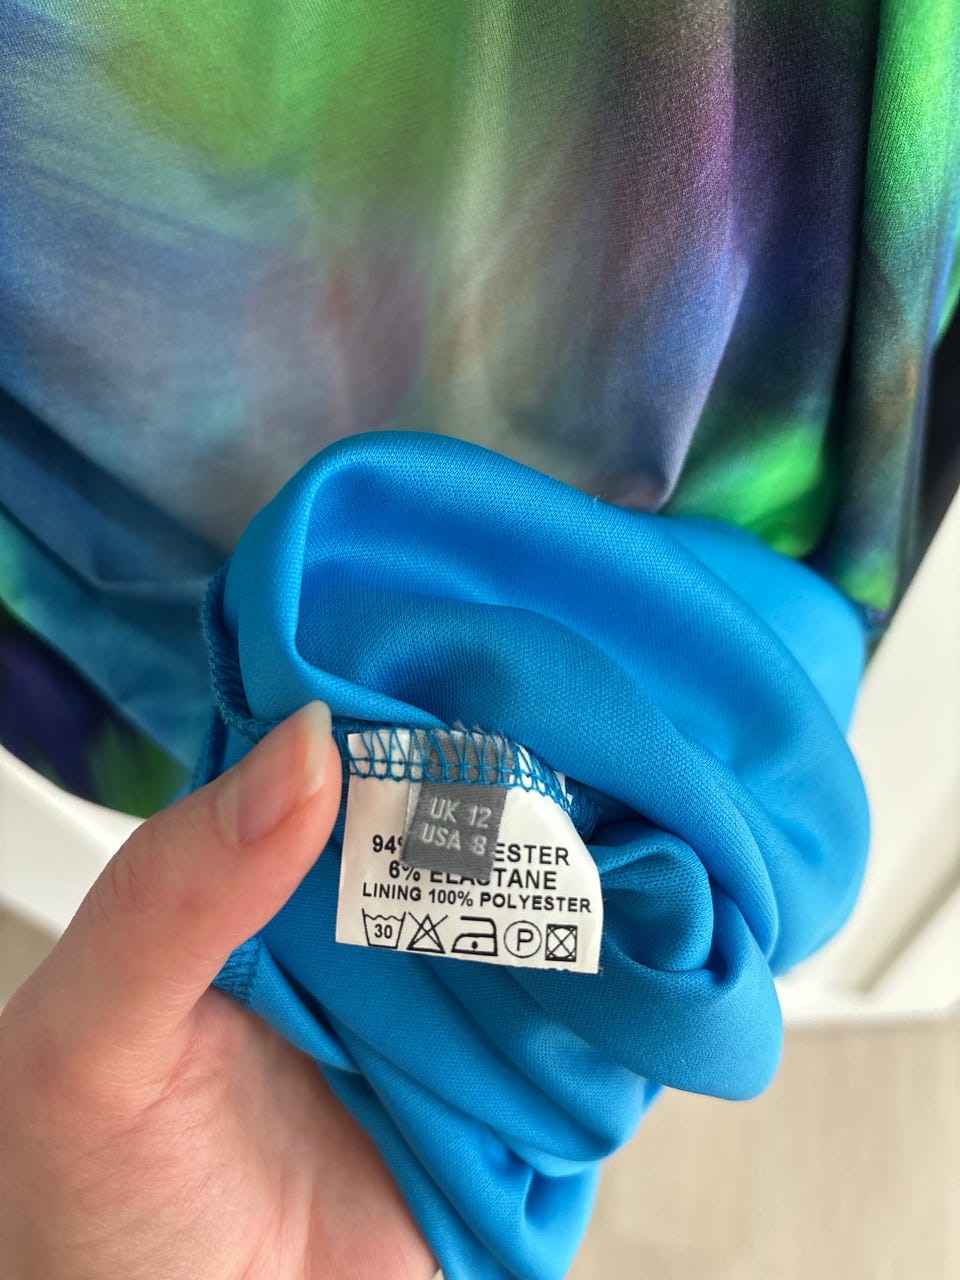 UK 12
USA 8
94%
6% ELASTANE
LINING 100% POLYESTER
30
P